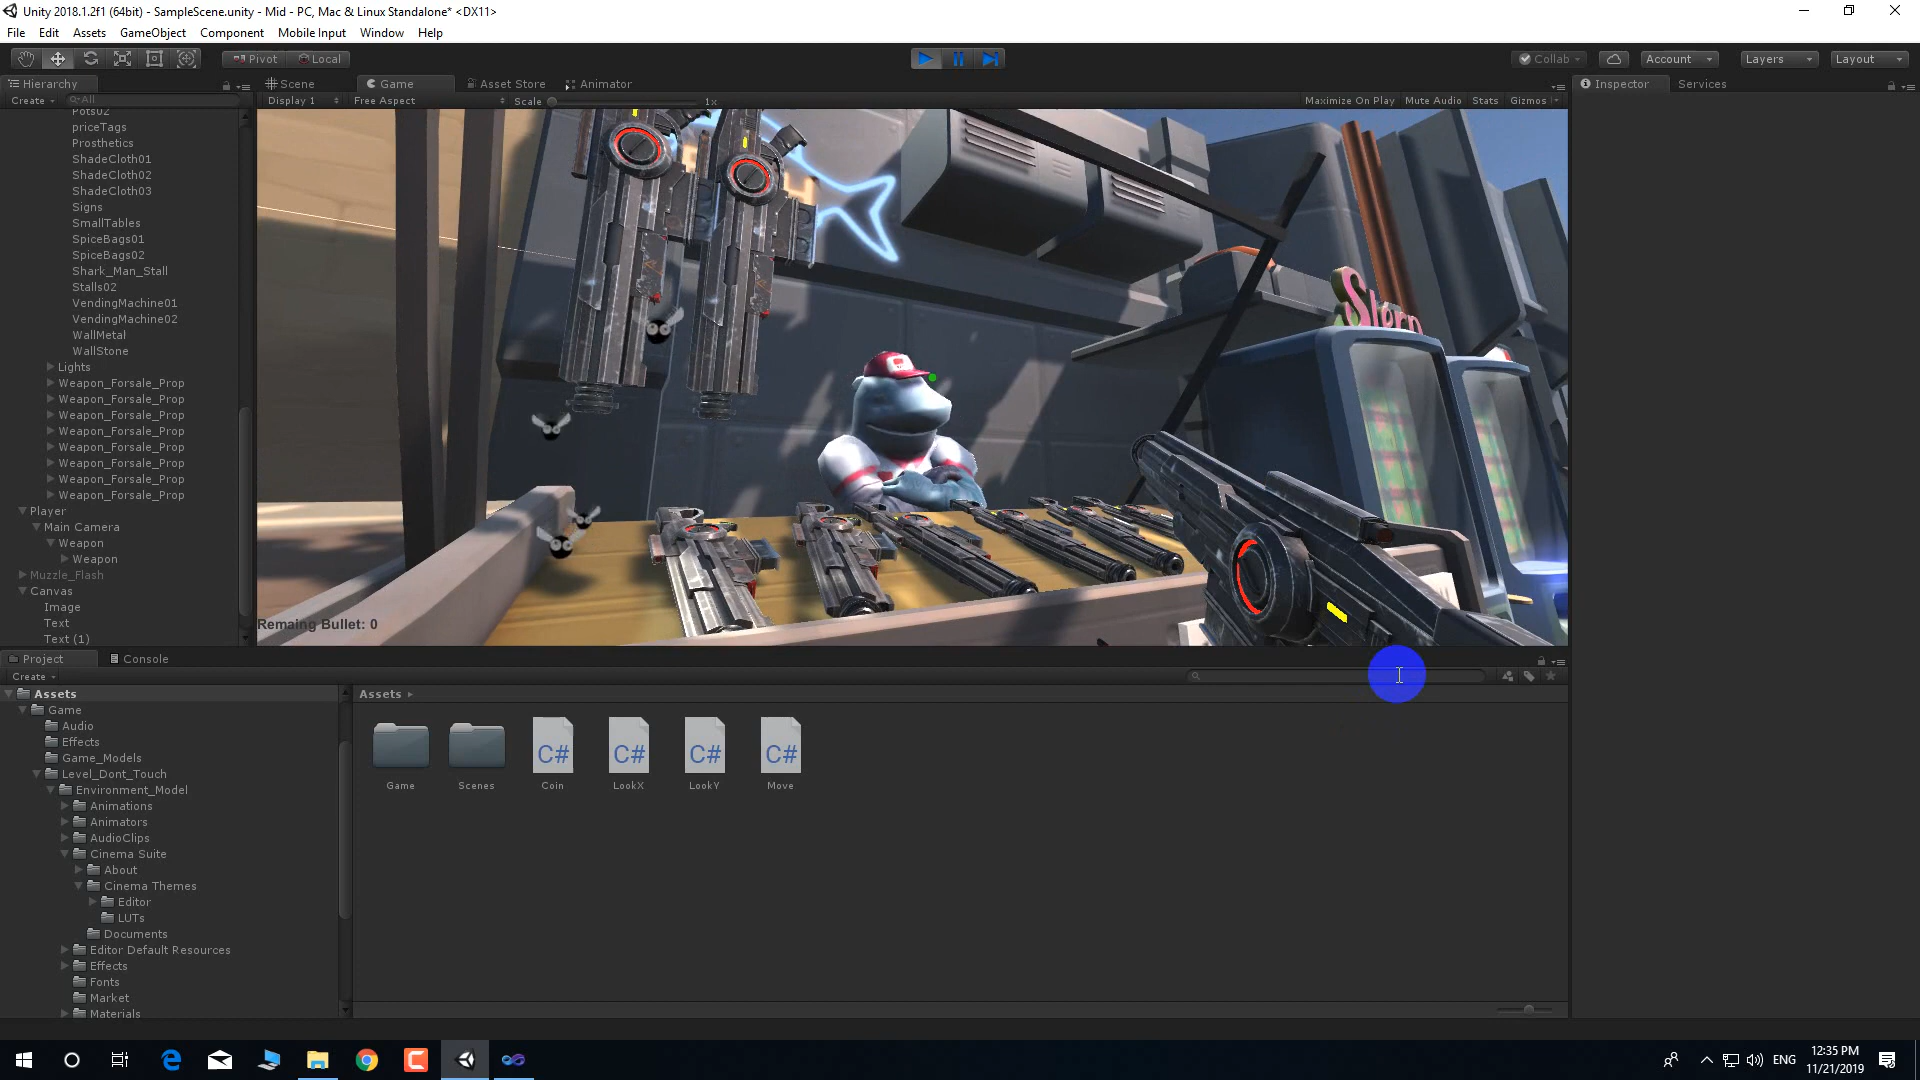 Unity 2018.1.2f1 (64bit) - SampleScene.unity - Mid - PC, Mac & Linux Standalone* <DX11>
File Edit Assets GameObject Component Mobile Input Window Help
Pivot Local
Collab Account Layers Layout
Hierarchy
Scene Game Asset Store Animator
Inspector Services
Create All
Display 1 Free Aspect Scale 1x
Maximize On Play Mute Audio Stats Gizmos
Pots02
priceTags
Prosthetics
ShadeCloth01
ShadeCloth02
ShadeCloth03
Signs
SmallTables
SpiceBags01
SpiceBags02
Shark_Man_Stall
Stalls02
VendingMachine01
VendingMachine02
WallMetal
WallStone
Lights
Weapon_Forsale_Prop
Weapon_Forsale_Prop
Weapon_Forsale_Prop
Weapon_Forsale_Prop
Weapon_Forsale_Prop
Weapon_Forsale_Prop
Weapon_Forsale_Prop
Weapon_Forsale_Prop
Player
Main Camera
Weapon
Weapon
Muzzle_Flash
Canvas
Image
Text
Text (1)
Remaing Bullet: 0
Project Console
Create
Assets
Game
Audio
Effects
Game_Models
Level_Dont_Touch
Environment_Model
Animations
Animators
AudioClips
Cinema Suite
About
Cinema Themes
Editor
LUTs
Documents
Editor Default Resources
Effects
Fonts
Market
Materials
Assets
C# C# C# C#
Game Scenes Coin LookX LookY Move
ENG
12:35 PM
11/21/2019